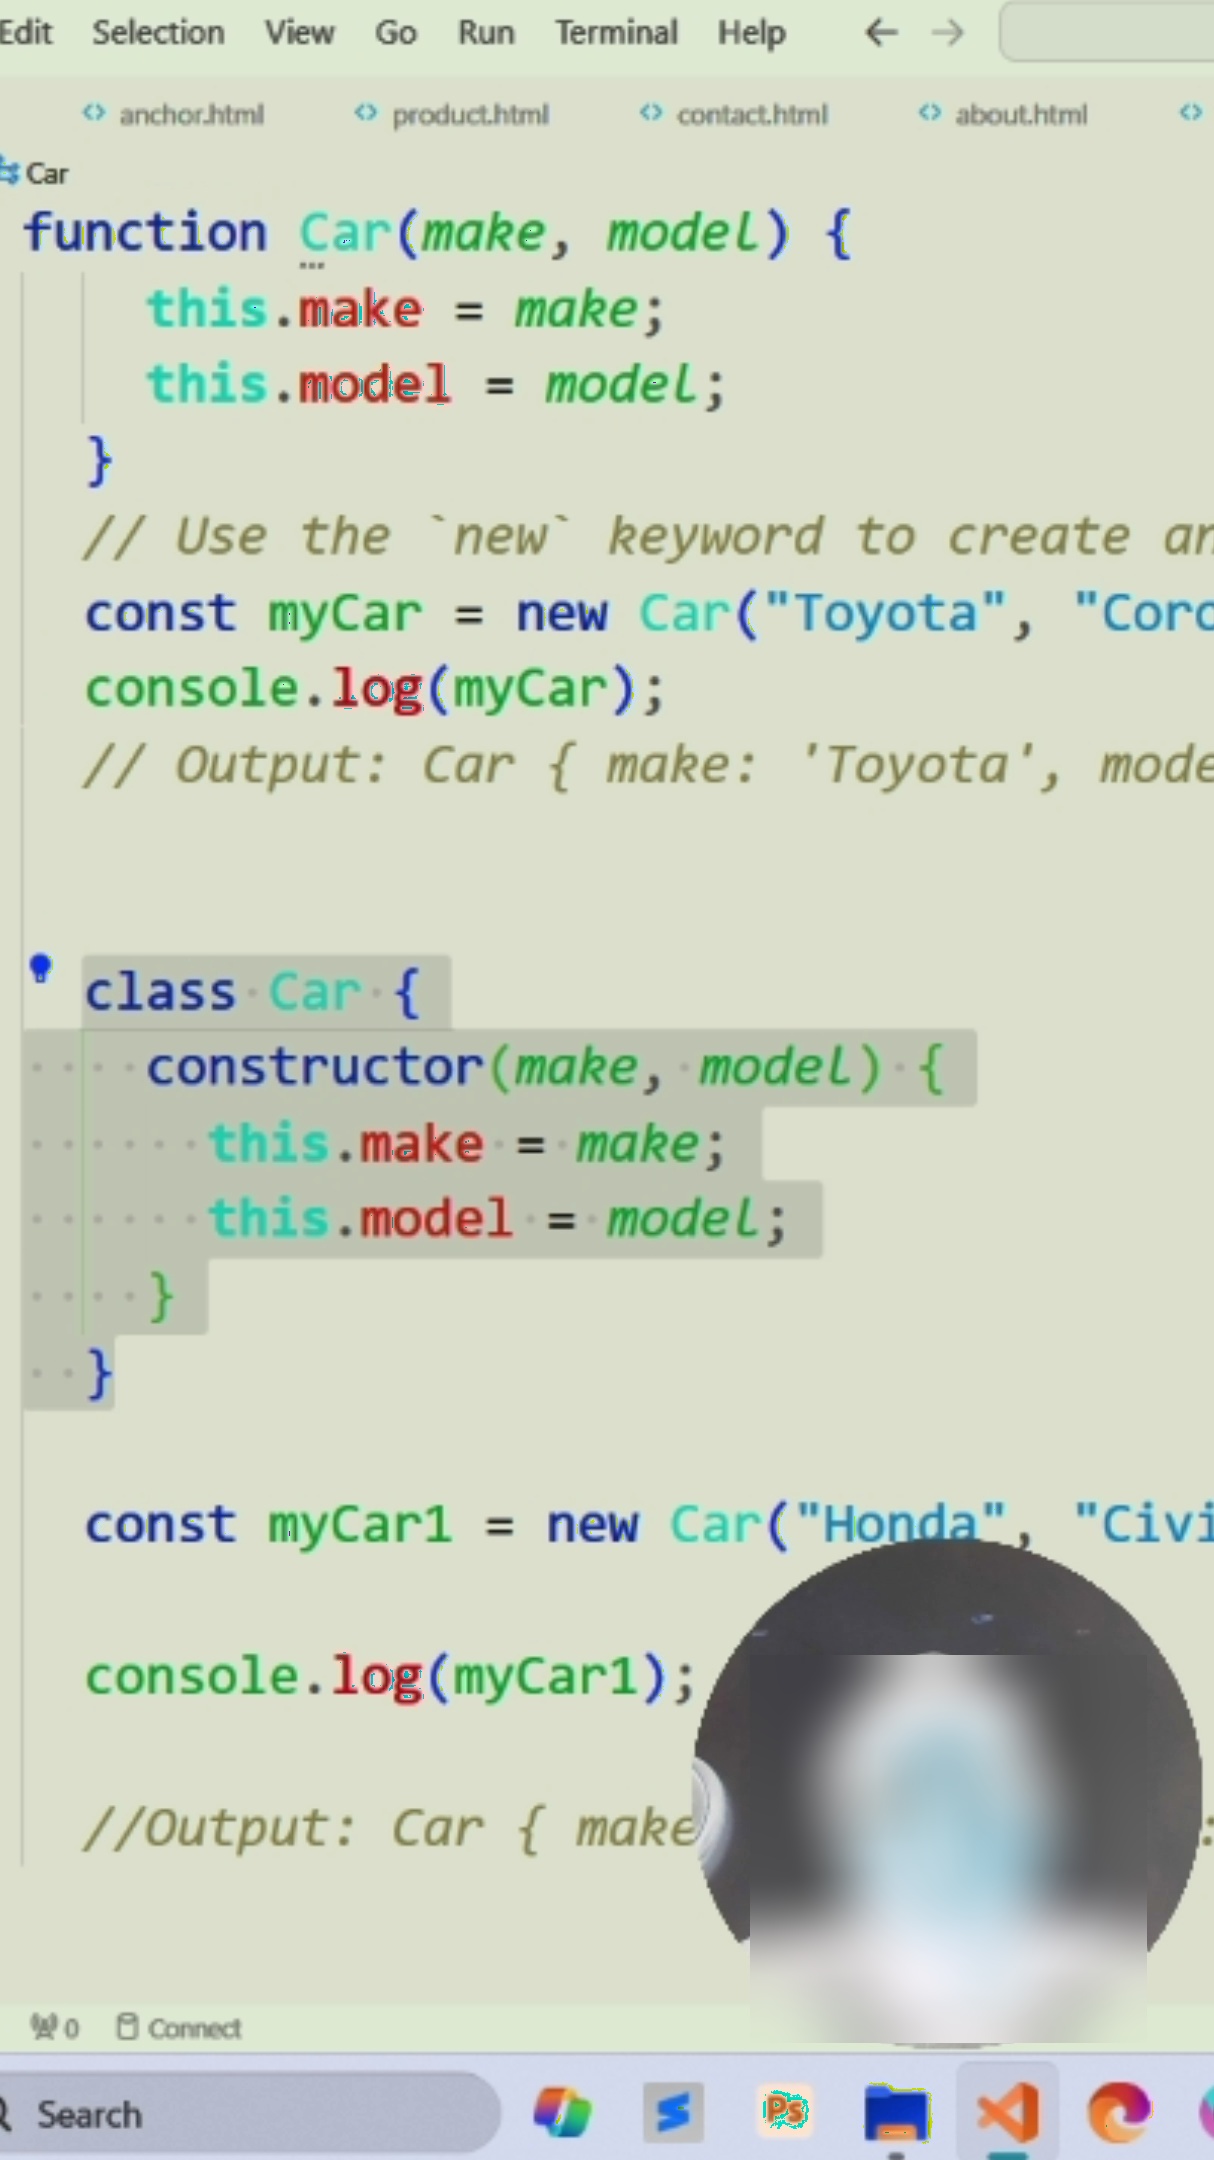 Edit Selection View Go Run Terminal Help
anchor.html product.html contact.html about.html
Car
function Car(make, model) {
this.make = make;
this.model = model;
}
// Use the `new` keyword to create an
const myCar = new Car("Toyota", "Coro
console.log(myCar);
// Output: Car { make: 'Toyota', mode
class Car {
constructor(make, model) {
this.make = make;
this.model = model;
}
}
const myCar1 = new Car("Honda", "Civi
console.log(myCar1);
//Output: Car { make :
0 Connect
Search
Ps